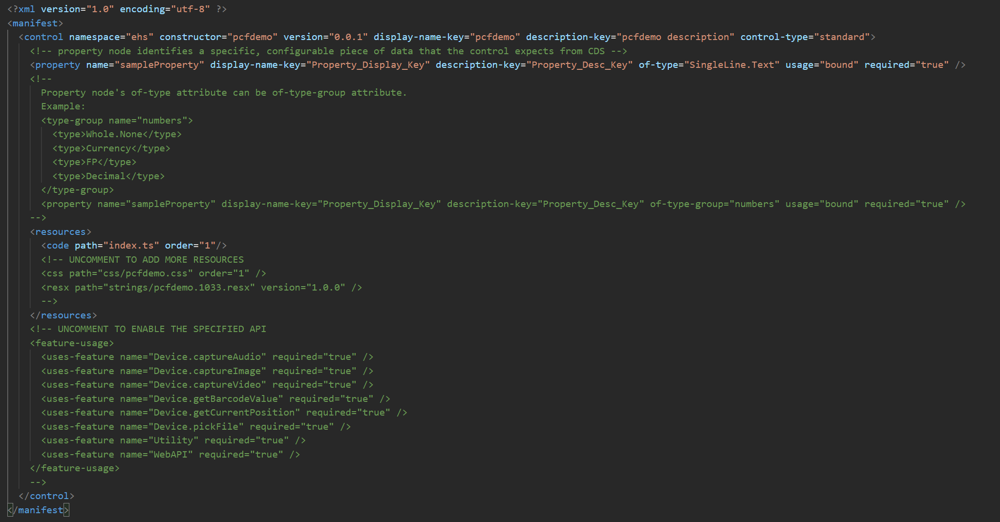 <?xml version="1.0" encoding="utf-8" ?>
<manifest>
<control namespace="ehs" constructor="pcfdemo" version="0.0.1" display-name-key="pcfdemo" description-key="pcfdemo description" control-type="standard">
<!-- property node identifies a specific, configurable piece of data that the control expects from CDS -->
<property name="sampleProperty" display-name-key="Property_Display_Key" description-key="Property_Desc_Key" of-type="SingleLine.Text" usage="bound" required="true" />
<!--
Property node's of-type attribute can be of-type-group attribute.
Example:
<type-group name="numbers">
<type>Whole.None</type>
<type>Currency</type>
<type>FP</type>
<type>Decimal</type>
</type-group>
<property name="sampleProperty" display-name-key="Property_Display_Key" description-key="Property_Desc_Key" of-type-group="numbers" usage="bound" required="true" />
-->
<resources>
<code path="index.ts" order="1"/>
<!-- UNCOMMENT TO ADD MORE RESOURCES
<css path="css/pcfdemo.css" order="1" />
<resx path="strings/pcfdemo.1033.resx" version="1.0.0" />
-->
</resources>
<!-- UNCOMMENT TO ENABLE THE SPECIFIED API
<feature-usage>
<uses-feature name="Device.captureAudio" required="true" />
<uses-feature name="Device.captureImage" required="true" />
<uses-feature name="Device.captureVideo" required="true" />
<uses-feature name="Device.getBarcodeValue" required="true" />
<uses-feature name="Device.getCurrentPosition" required="true" />
<uses-feature name="Device.pickFile" required="true" />
<uses-feature name="Utility" required="true" />
<uses-feature name="WebAPI" required="true" />
</feature-usage>
-->
</control>
</manifest>